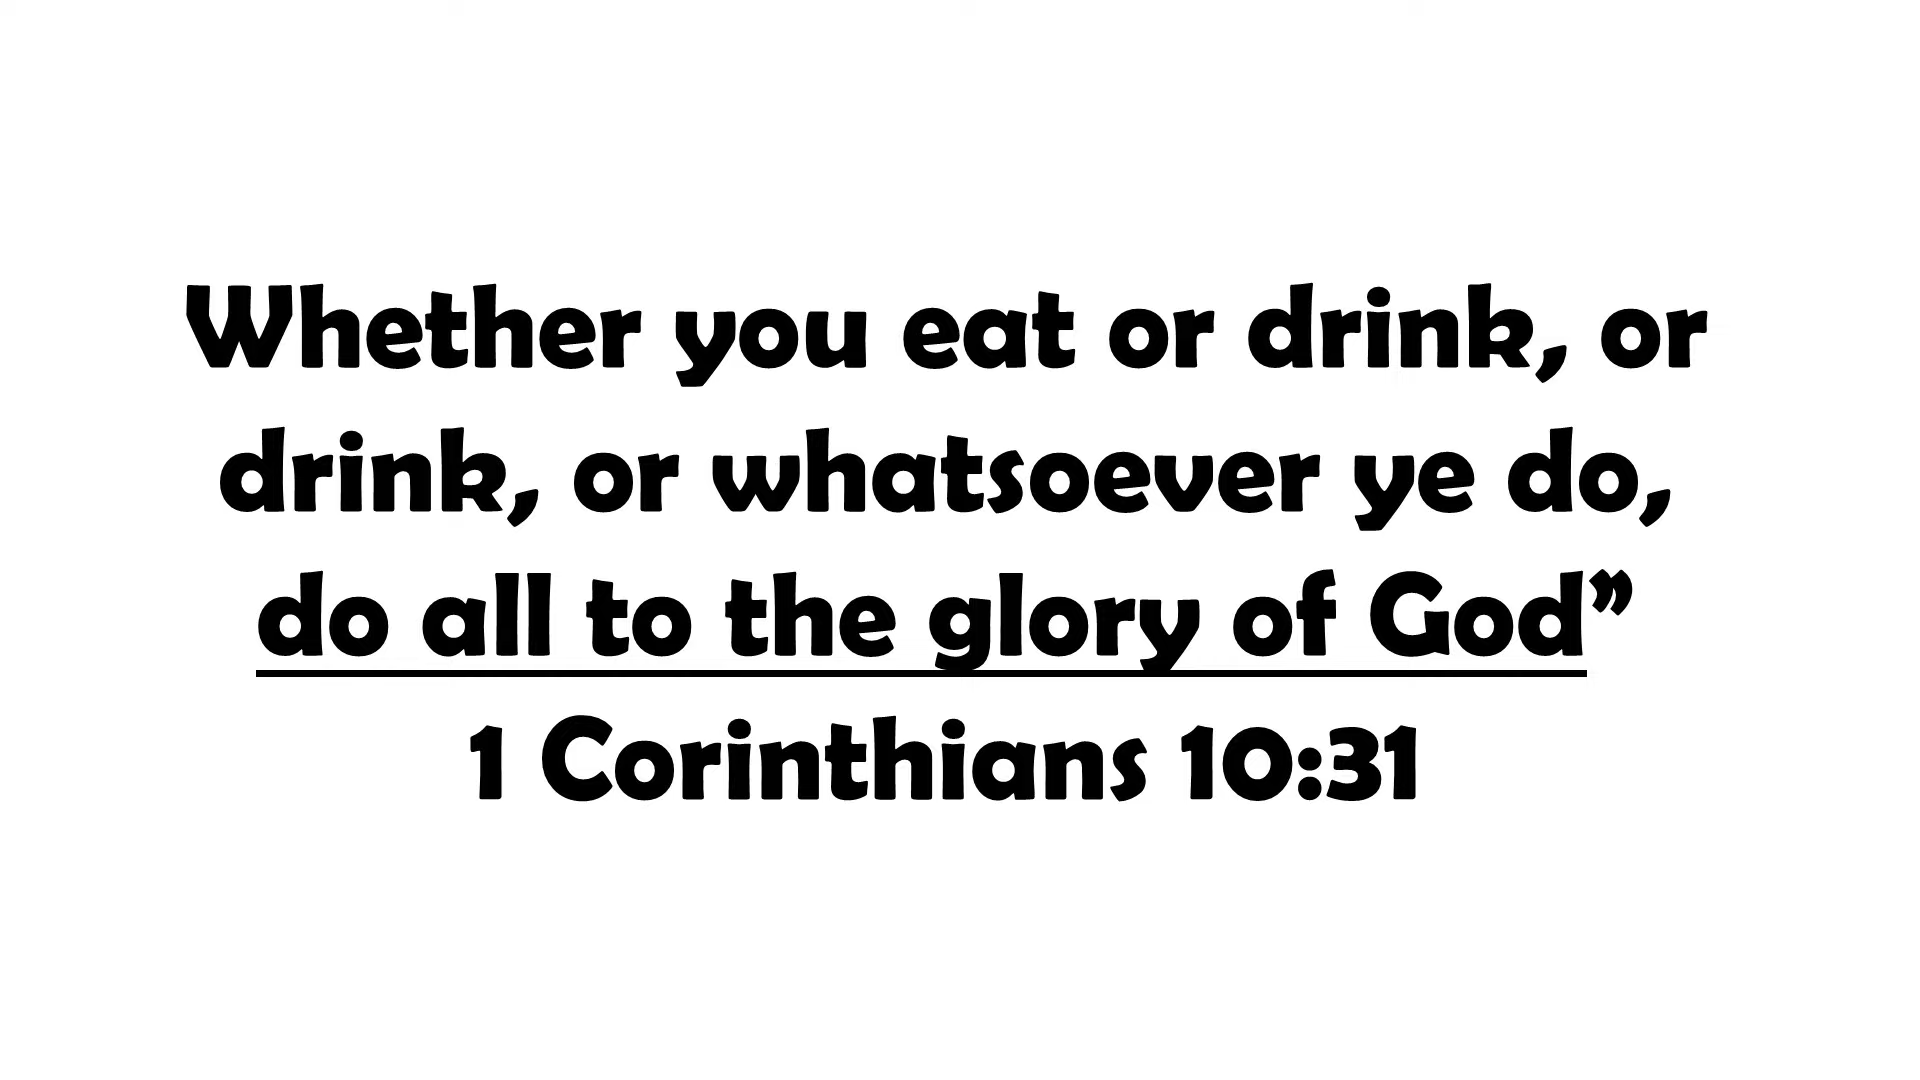 Whether you eat or drink, or
drink, or whatsoever ye do,
do all to the glory of God”
1 Corinthians 10:31